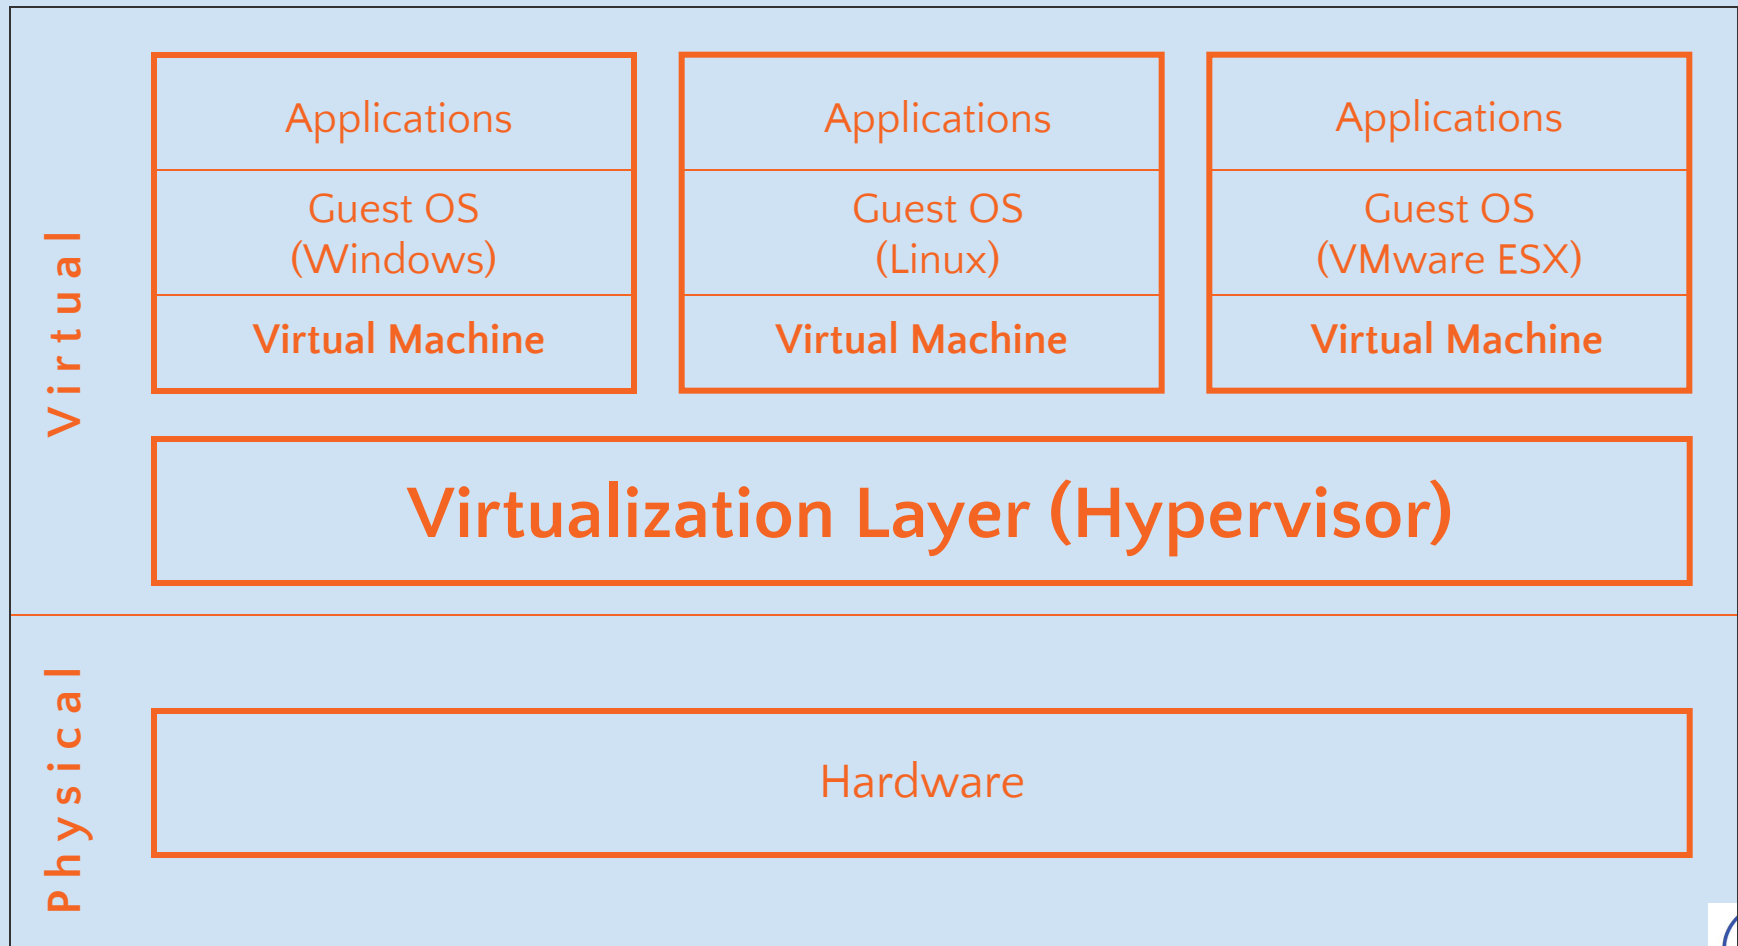 Virtual
Applications
Guest OS
(Windows)
Virtual Machine
Applications
Guest OS
(Linux)
Virtual Machine
Applications
Guest OS
(VMware ESX)
Virtual Machine
Virtualization Layer (Hypervisor)
Physical
Hardware